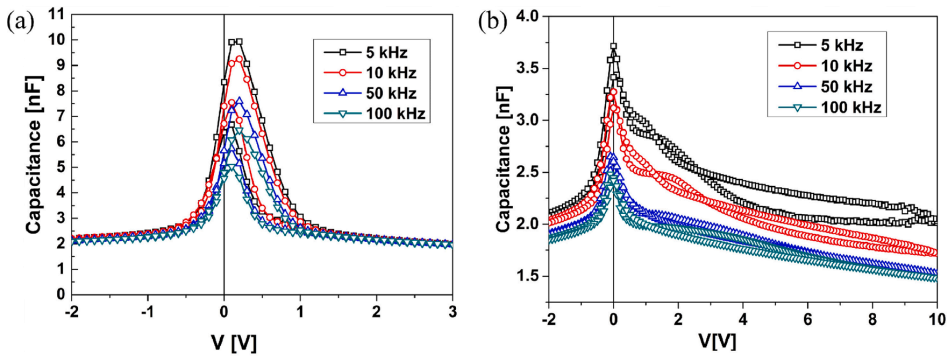 (a)
11
10
9
8
7
6
5
4
3
2
1
0
Capacitance [nF]
5 kHz
10 kHz
50 kHz
100 kHz
-2
-1
0
1
2
3
V [V]
(b)
4.0
3.5
3.0
2.5
2.0
1.5
Capacitance [nF]
5 kHz
10 kHz
50 kHz
100 kHz
-2
0
2
4
6
8
10
V[V]